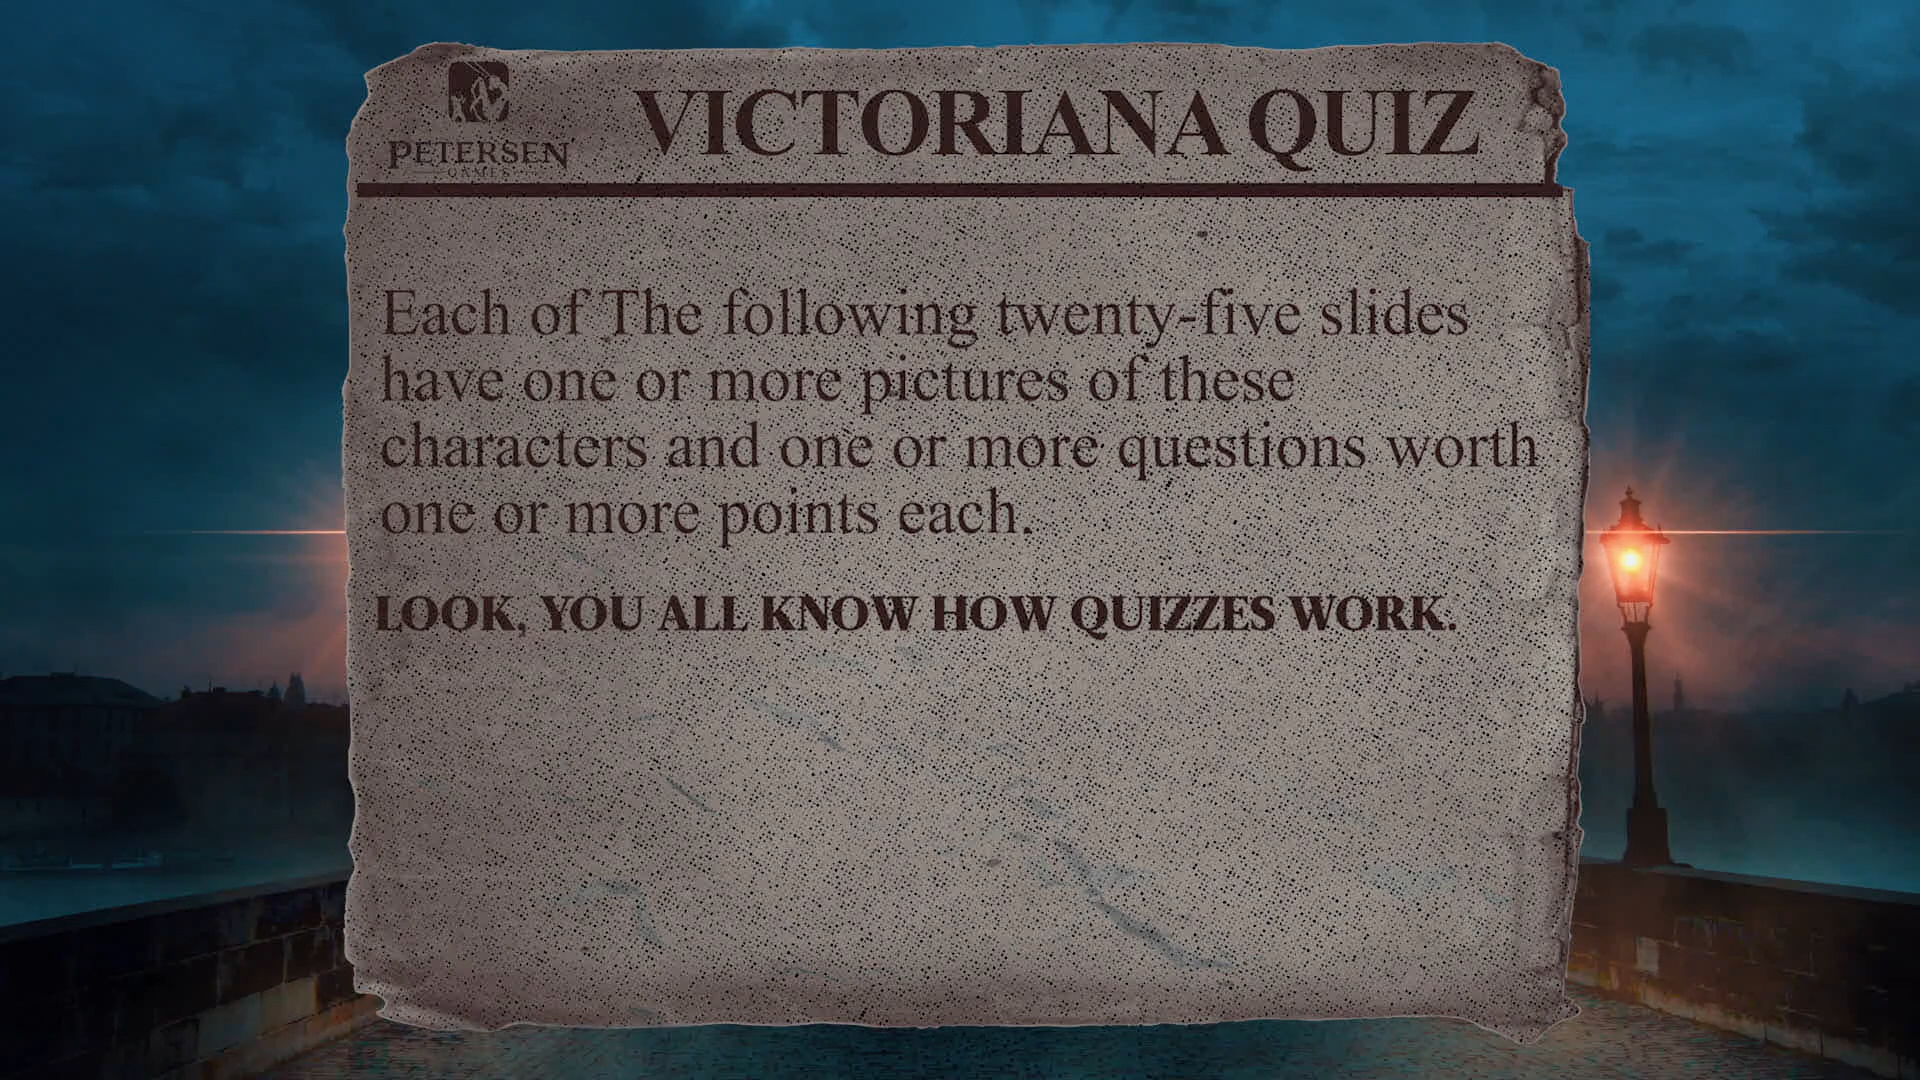 PETERSEN
GAMES
VICTORIANA QUIZ
Each of The following twenty-five slides
have one or more pictures of these
characters and one or more questions worth
one or more points each.
LOOK, YOU ALL KNOW HOW QUIZZES WORK.